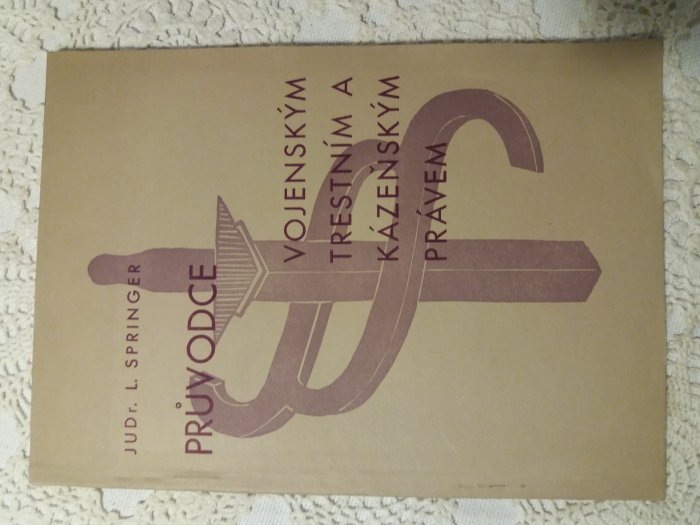 JUDr. L. SPRINGER
PRŮVODCE
VOJENSKÝM
TRESTNÍM A
KÁZEŇSKÝM
PRÁVEM